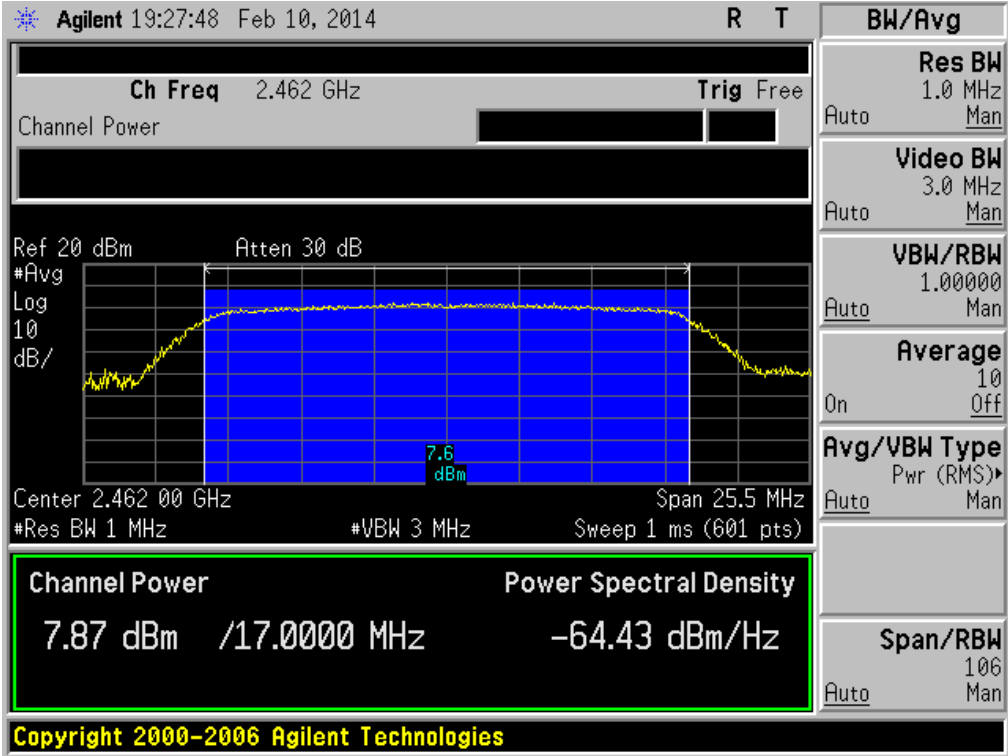 Agilent 19:27:48 Feb 10, 2014 R T
Ch Freq 2.462 GHz Trig Free
Channel Power
Ref 20 dBm Atten 30 dB
#Avg
Log
10
dB/
7.6
dBm
Center 2.462 00 GHz Span 25.5 MHz
#Res BW 1 MHz #VBW 3 MHz Sweep 1 ms (601 pts)
Channel Power Power Spectral Density
7.87 dBm /17.0000 MHz -64.43 dBm/Hz
BW/Avg
Res BW
1.0 MHz
Auto Man
Video BW
3.0 MHz
Auto Man
VBW/RBW
1.00000
Auto Man
Average
10
On Off
Avg/VBW Type
Pwr (RMS)
Auto Man
Span/RBW
106
Auto Man
Copyright 2000-2006 Agilent Technologies